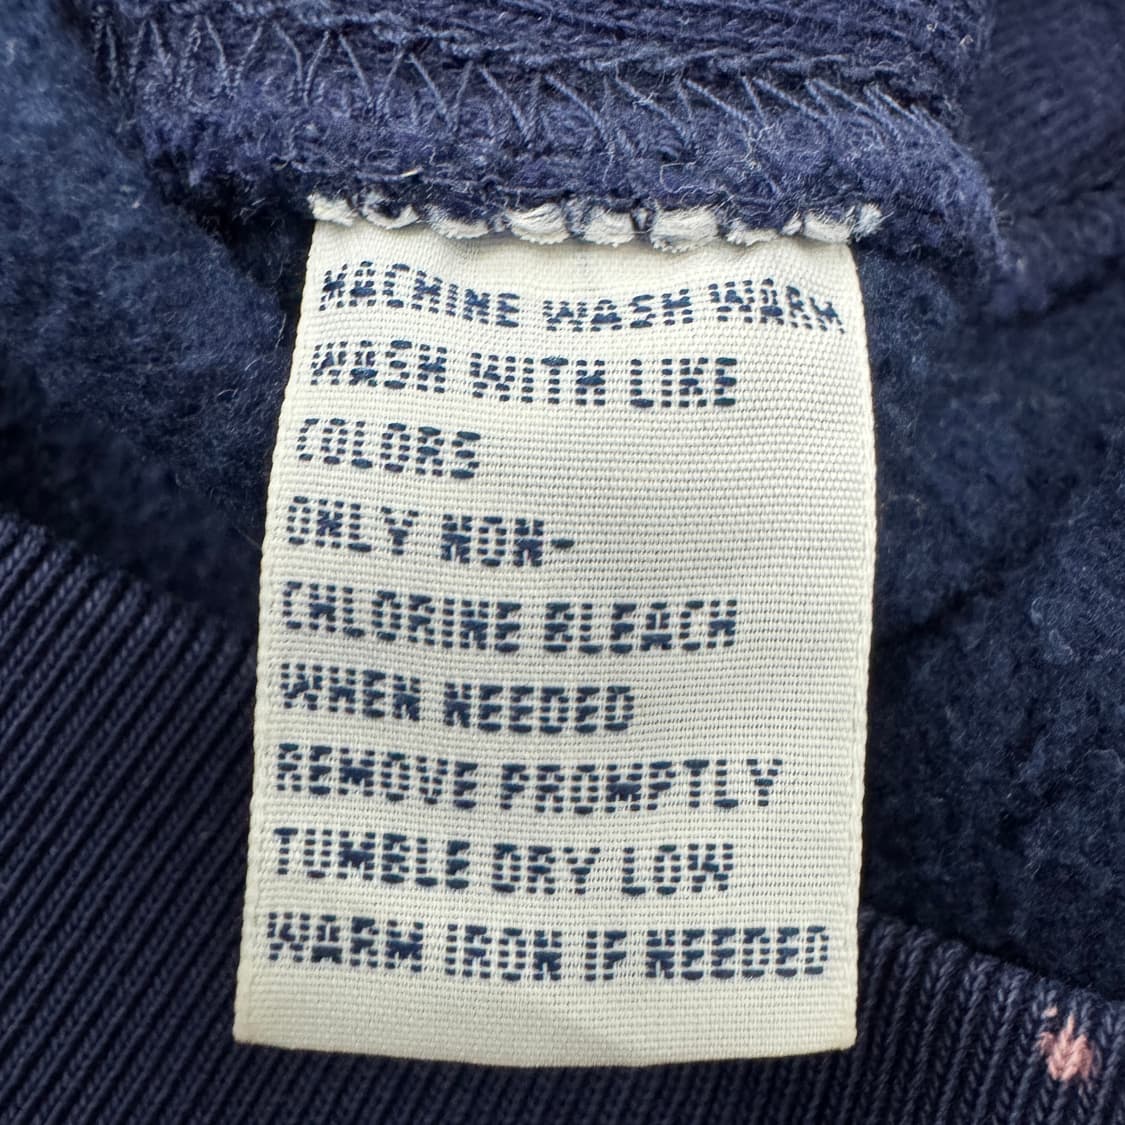 MACHINE WASH WARM
WASH WITH LIKE
COLORS
ONLY NON-
CHLORINE BLEACH
WHEN NEEDED
REMOVE PROMPTLY
TUMBLE DRY LOW
WARM IRON IF NEEDED